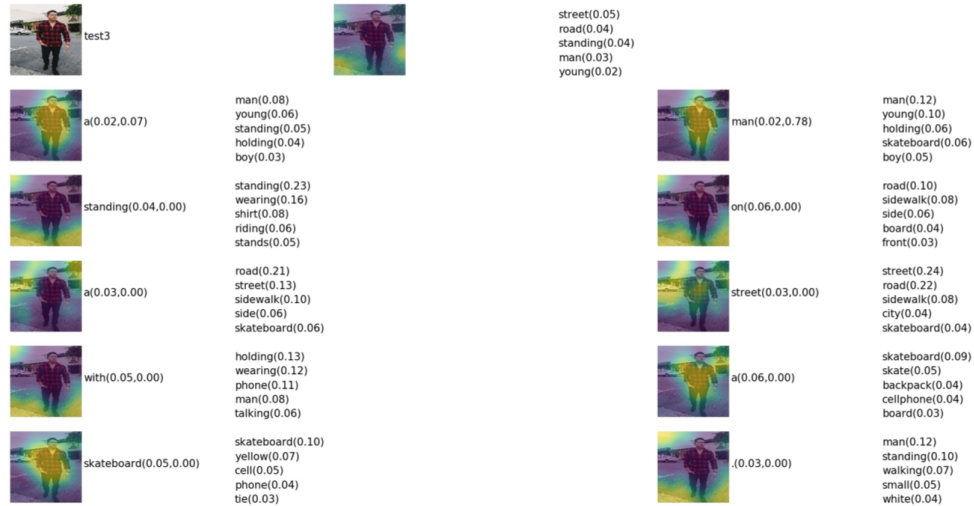 test3
street(0.05)
road(0.04)
standing(0.04)
man(0.03)
young(0.02)
a(0.02,0.07)
man(0.08)
young(0.06)
standing(0.05)
holding(0.04)
boy(0.03)
man(0.02,0.78)
man(0.12)
young(0.10)
holding(0.06)
skateboard(0.06)
boy(0.05)
standing(0.04,0.00)
standing(0.23)
wearing(0.16)
shirt(0.08)
riding(0.06)
stands(0.05)
on(0.06,0.00)
road(0.10)
sidewalk(0.08)
side(0.06)
board(0.04)
front(0.03)
a(0.03,0.00)
road(0.21)
street(0.13)
sidewalk(0.10)
side(0.06)
skateboard(0.06)
street(0.03,0.00)
street(0.24)
road(0.22)
sidewalk(0.08)
city(0.04)
skateboard(0.04)
with(0.05,0.00)
holding(0.13)
wearing(0.12)
phone(0.11)
man(0.08)
talking(0.06)
a(0.06,0.00)
skateboard(0.09)
skate(0.05)
backpack(0.04)
cellphone(0.04)
board(0.03)
skateboard(0.05,0.00)
skateboard(0.10)
yellow(0.07)
cell(0.05)
phone(0.04)
tie(0.03)
.(0.03,0.00)
man(0.12)
standing(0.10)
walking(0.07)
small(0.05)
white(0.04)